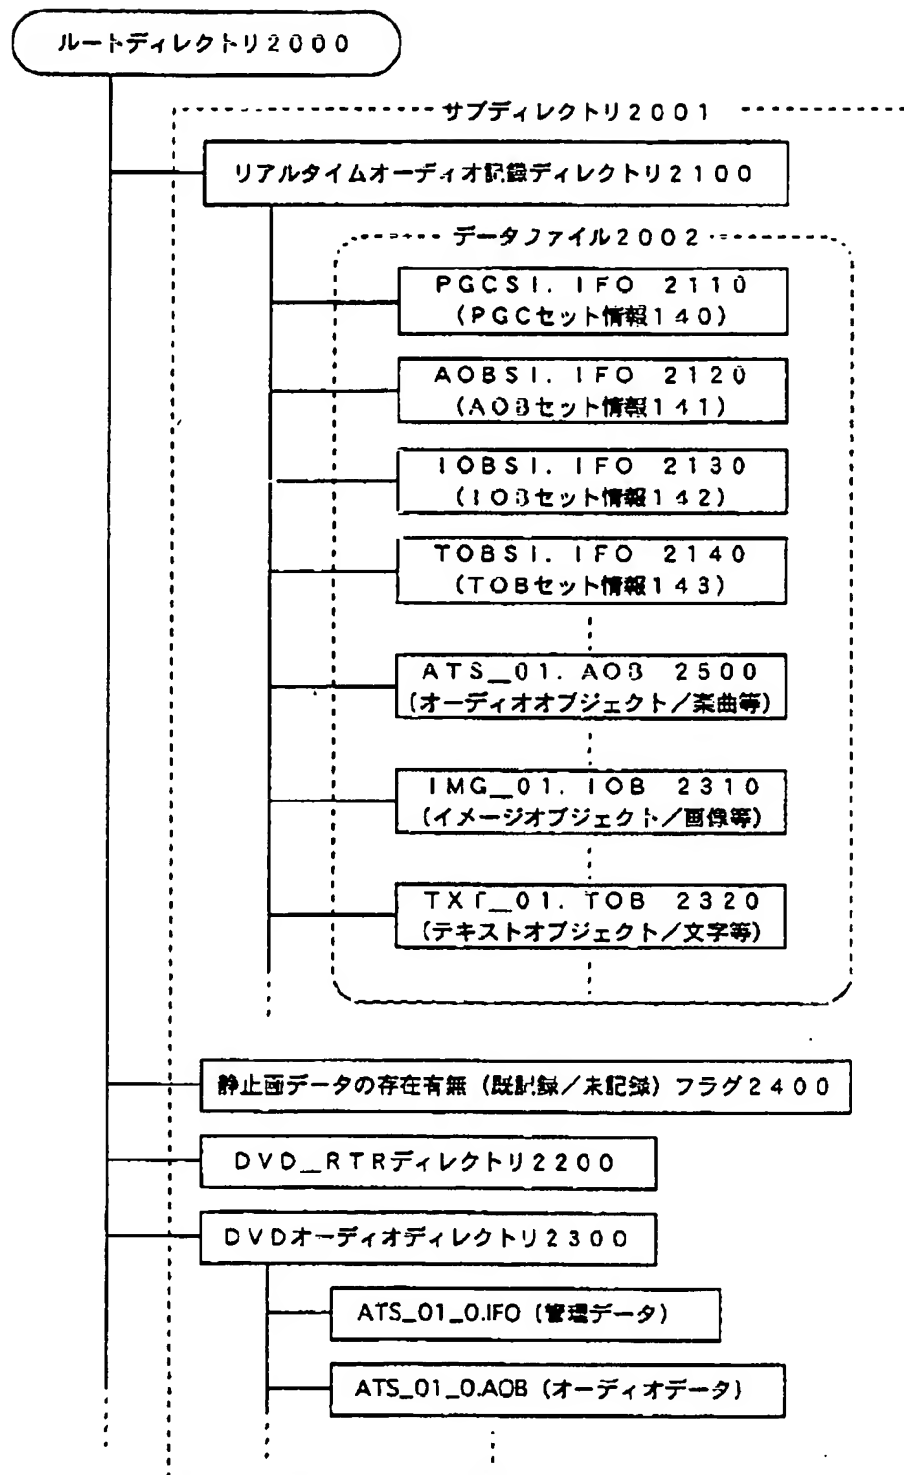 ルートディレクトリ2000
サブディレクトリ2001
リアルタイムオーディオ記録ディレクトリ2100
データファイル2002
PGCSI. IFO 2110
(PGCセット情報140)
AOBSI. IFO 2120
(AOBセット情報141)
IOBSI. IFO 2130
(IOBセット情報142)
TOBSI. IFO 2140
(TOBセット情報143)
ATS_01. AOB 2500
(オーディオオブジェクト/楽曲等)
IMG_01. IOB 2310
(イメージオブジェクト/画像等)
TXT_01. TOB 2320
(テキストオブジェクト/文字等)
静止画データの存在有無(既記録/未記録)フラグ2400
DVD_RTRディレクトリ2200
DVDオーディオディレクトリ2300
ATS_01_0.IFO (管理データ)
ATS_01_0.AOB (オーディオデータ)